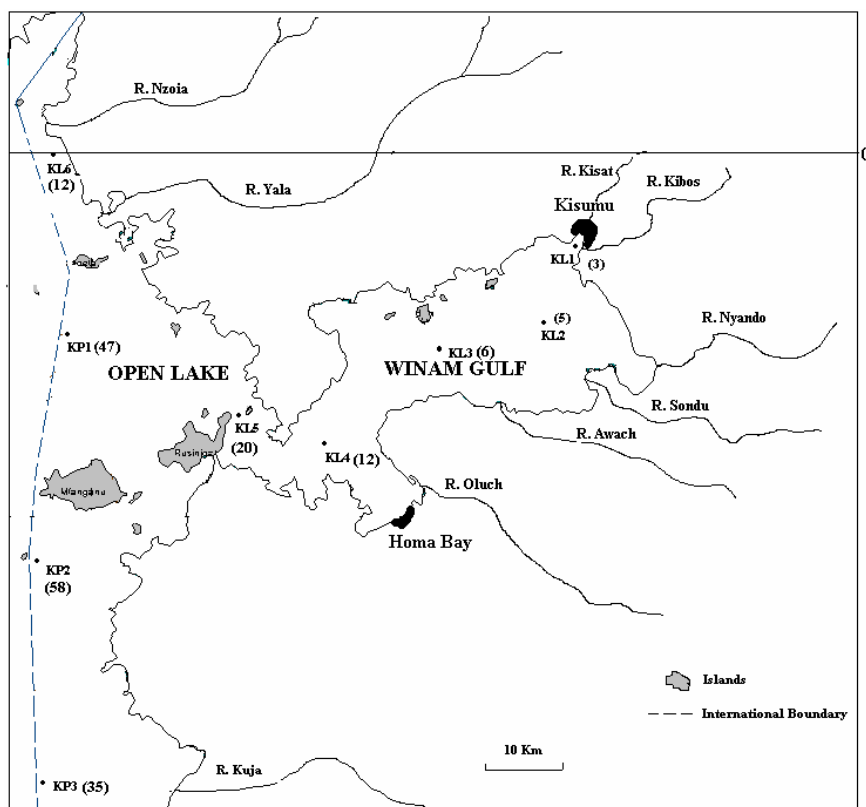 R. Nzoia
KL6
(12)
R. Yala
R. Kisat
R. Kibos
Kisumu
KL1
(3)
(5)
KL2
R. Nyando
KP1 (47)
KL3 (6)
OPEN LAKE
WINAM GULF
R. Sondu
KL5
(20)
R. Awach
KL4 (12)
R. Oluch
Homa Bay
KP2
(58)
Islands
International Boundary
10 Km
R. Kuja
KP3 (35)